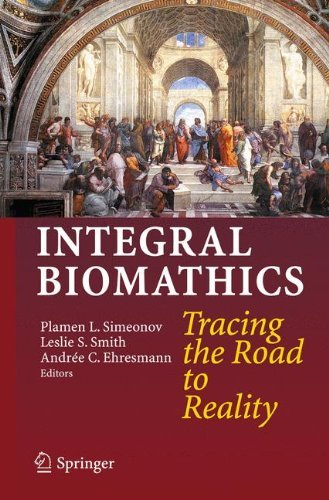 INTEGRAL
BIOMATHICS
Plamen L. Simeonov
Leslie S. Smith
Andrée C. Ehresmann
Editors
Tracing
the Road
to
Reality
Springer